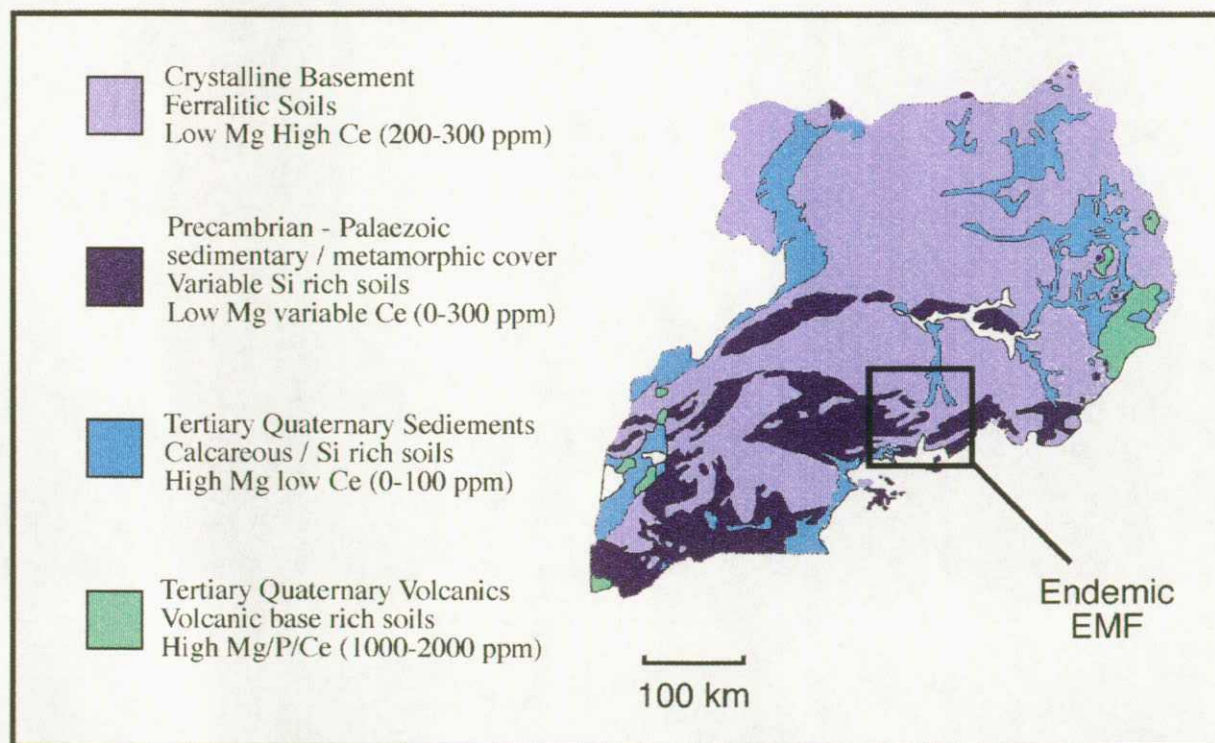 Crystalline Basement
Ferralitic Soils
Low Mg High Ce (200-300 ppm)
Precambrian - Palaezoic
sedimentary / metamorphic cover
Variable Si rich soils
Low Mg variable Ce (0-300 ppm)
Tertiary Quaternary Sediements
Calcareous / Si rich soils
High Mg low Ce (0-100 ppm)
Tertiary Quaternary Volcanics
Volcanic base rich soils
High Mg/P/Ce (1000-2000 ppm)
Endemic
EMF
100 km